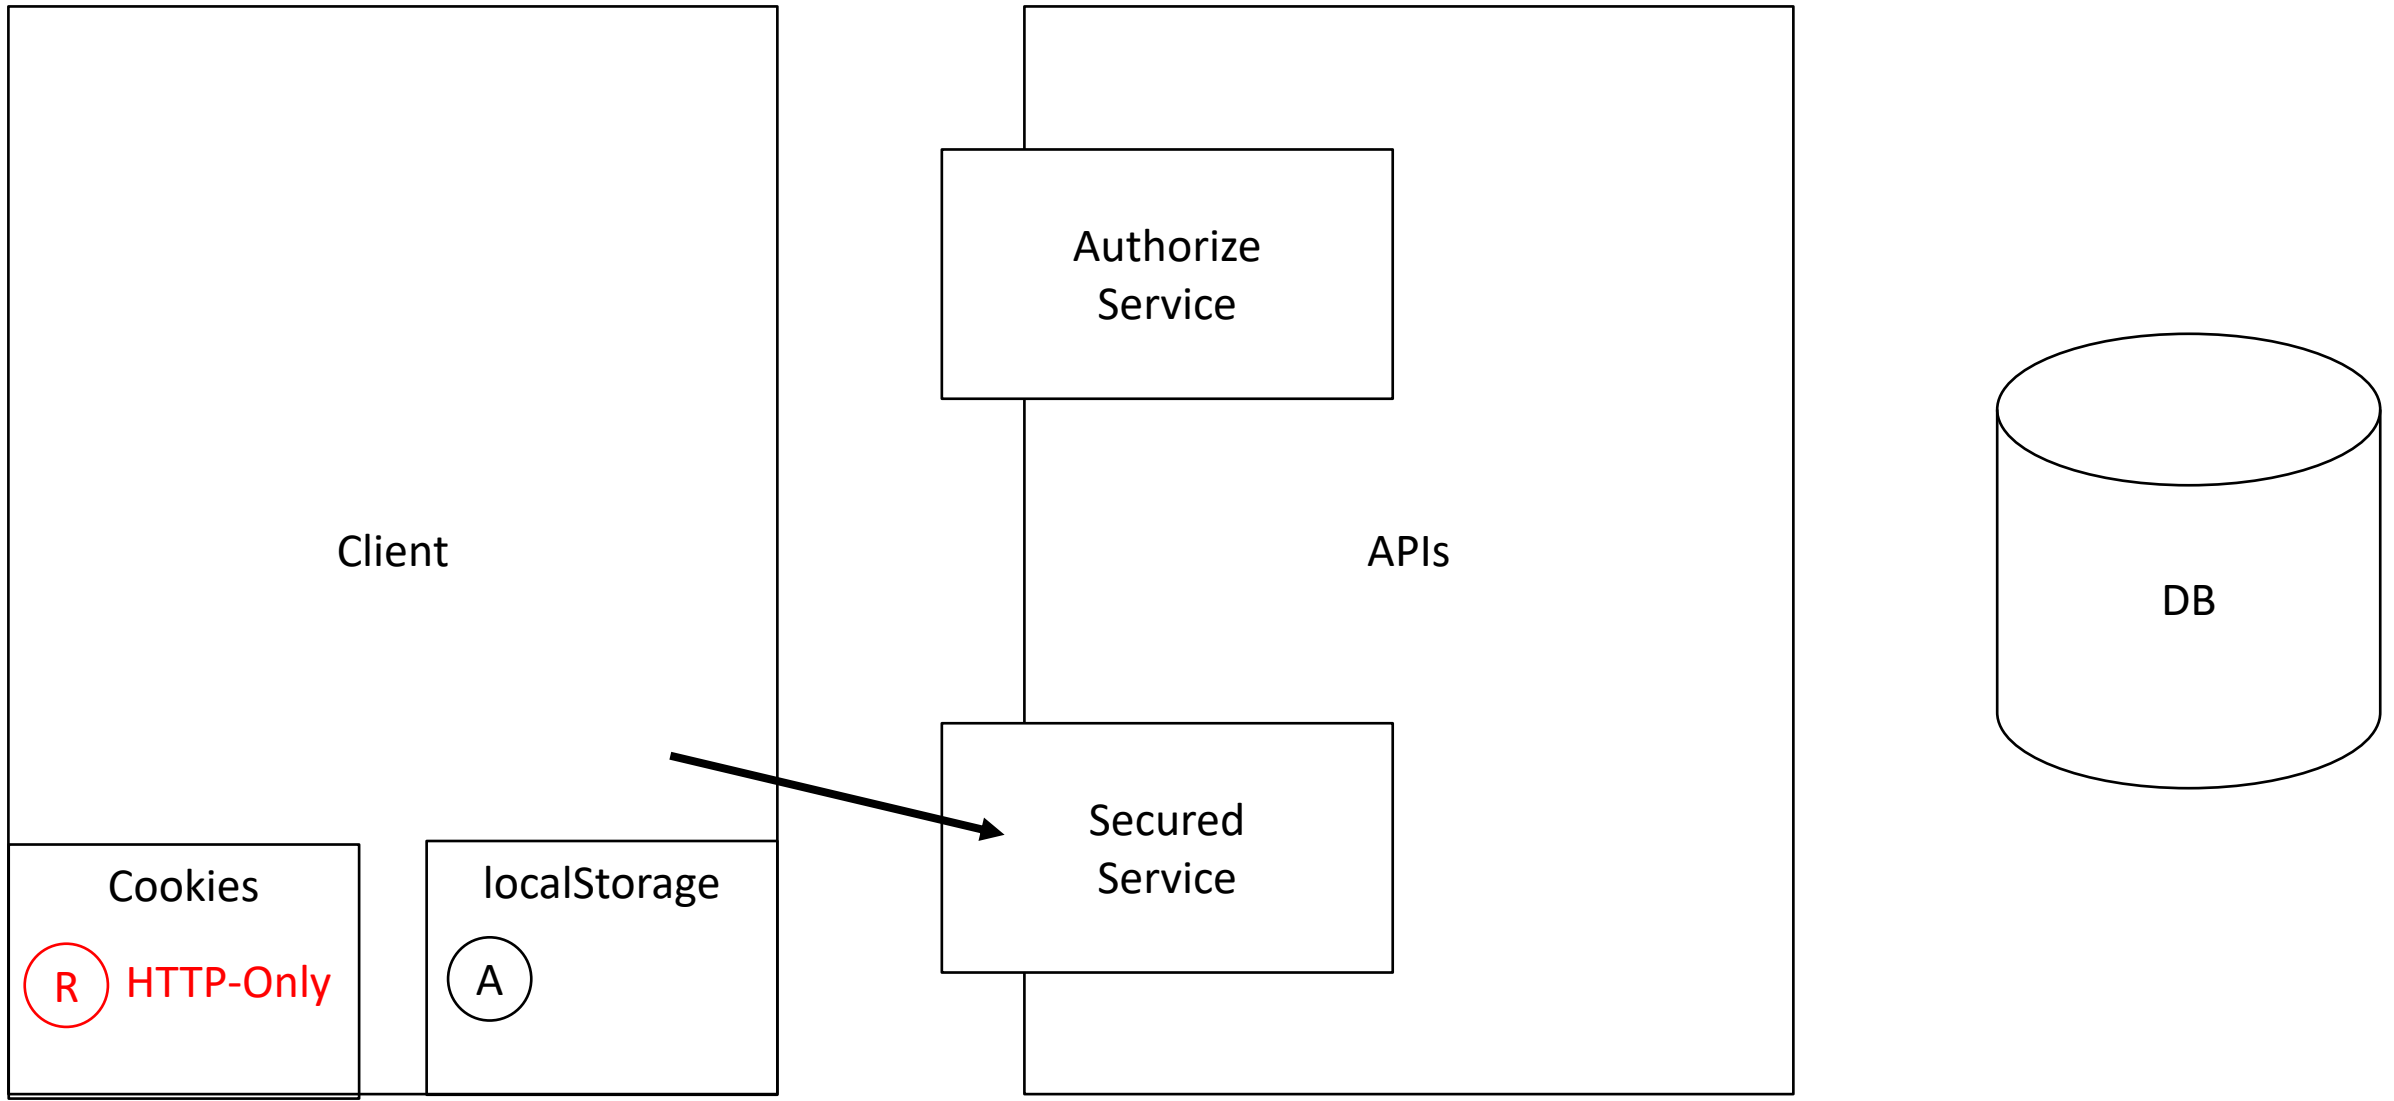 Client
Cookies
R
HTTP-Only
localStorage
A
Authorize
Service
APIs
Secured
Service
DB